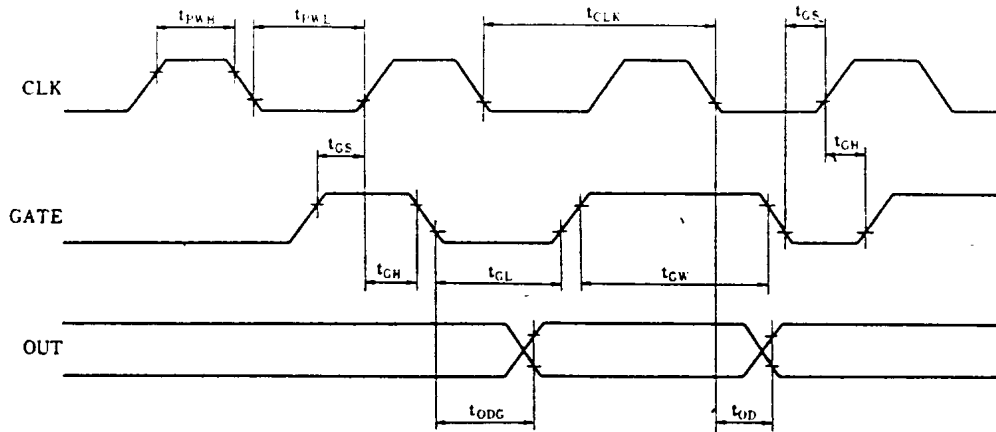 tPWH tPWL tCLK tGS
CLK
tGS tGH
GATE
tGH tGL tGW
OUT
tODG tOD